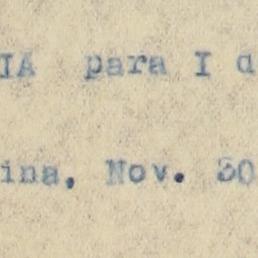 IA para I d
ina, Nov. 30